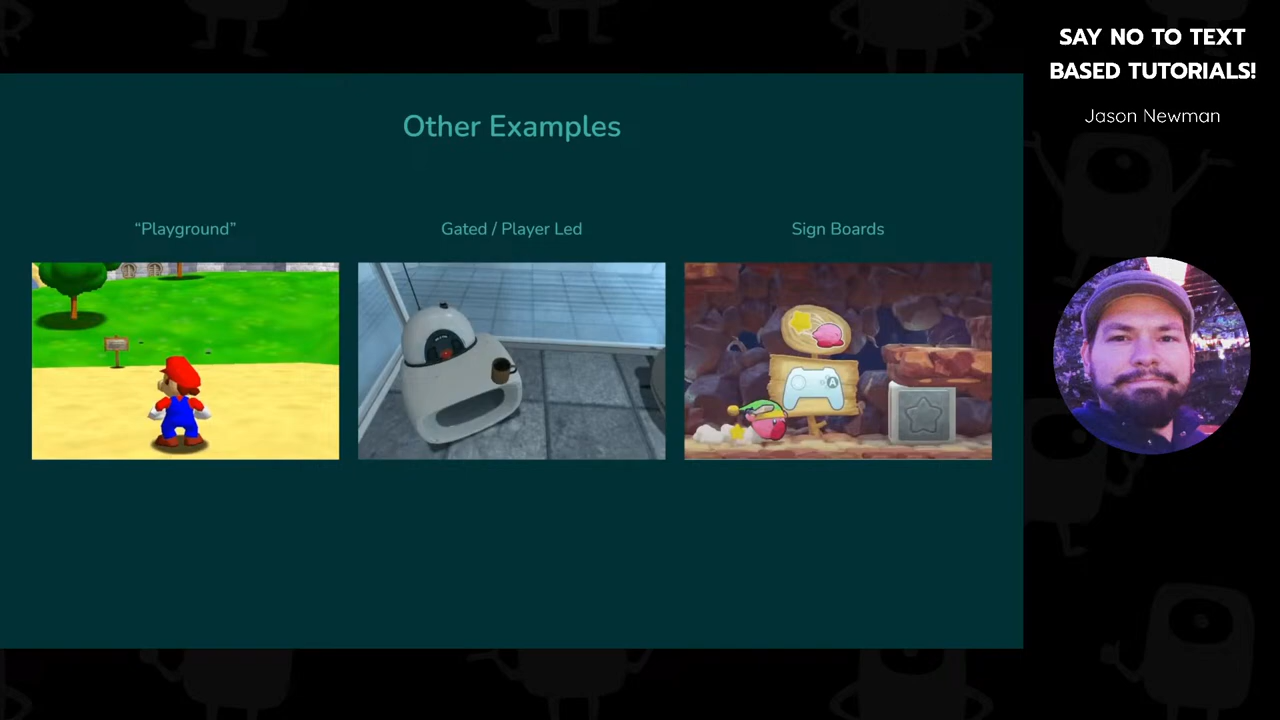 SAY NO TO TEXT
BASED TUTORIALS!
Jason Newman
Other Examples
“Playground”
Gated / Player Led
Sign Boards
A